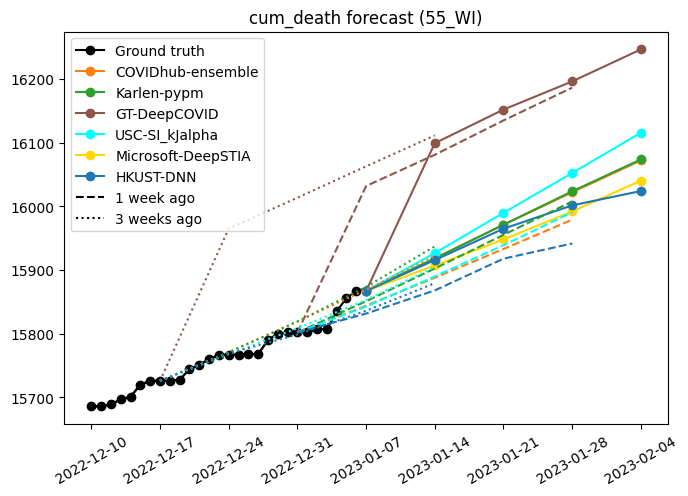 cum_death forecast (55_WI)
Ground truth
COVIDhub-ensemble
Karlen-pypm
GT-DeepCOVID
USC-SI_kJalpha
Microsoft-DeepSTIA
HKUST-DNN
1 week ago
3 weeks ago
16200
16100
16000
15900
15800
15700
2022-12-10
2022-12-17
2022-12-24
2022-12-31
2023-01-07
2023-01-14
2023-01-21
2023-01-28
2023-02-04